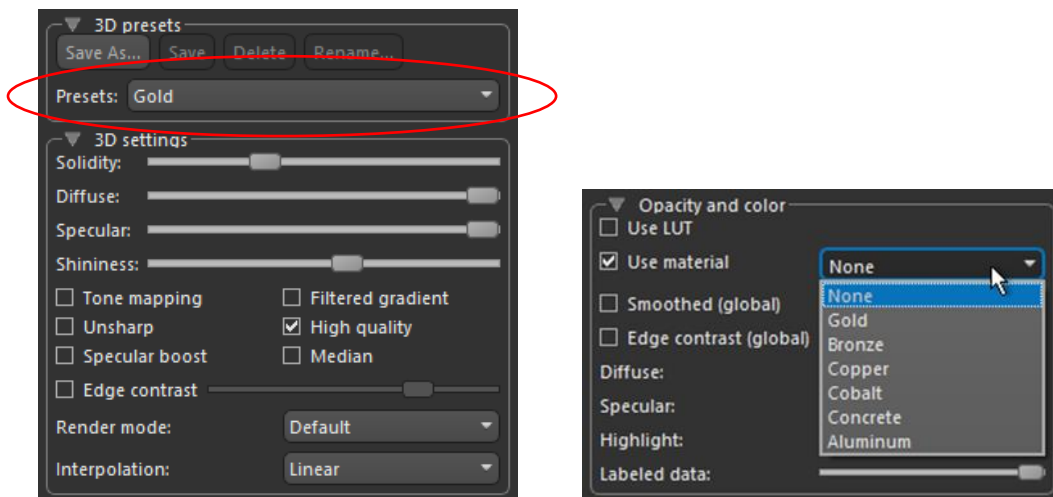 3D presets
Save As... Save Delete Rename...
Presets: Gold
3D settings
Solidity:
Diffuse:
Specular:
Shininess:
Tone mapping Filtered gradient
Unsharp High quality
Specular boost Median
Edge contrast
Render mode: Default
Interpolation: Linear
Opacity and color
Use LUT
Use material None
None
Smoothed (global)
Gold
Edge contrast (global)
Bronze
Diffuse:
Copper
Cobalt
Specular:
Concrete
Highlight:
Aluminum
Labeled data: